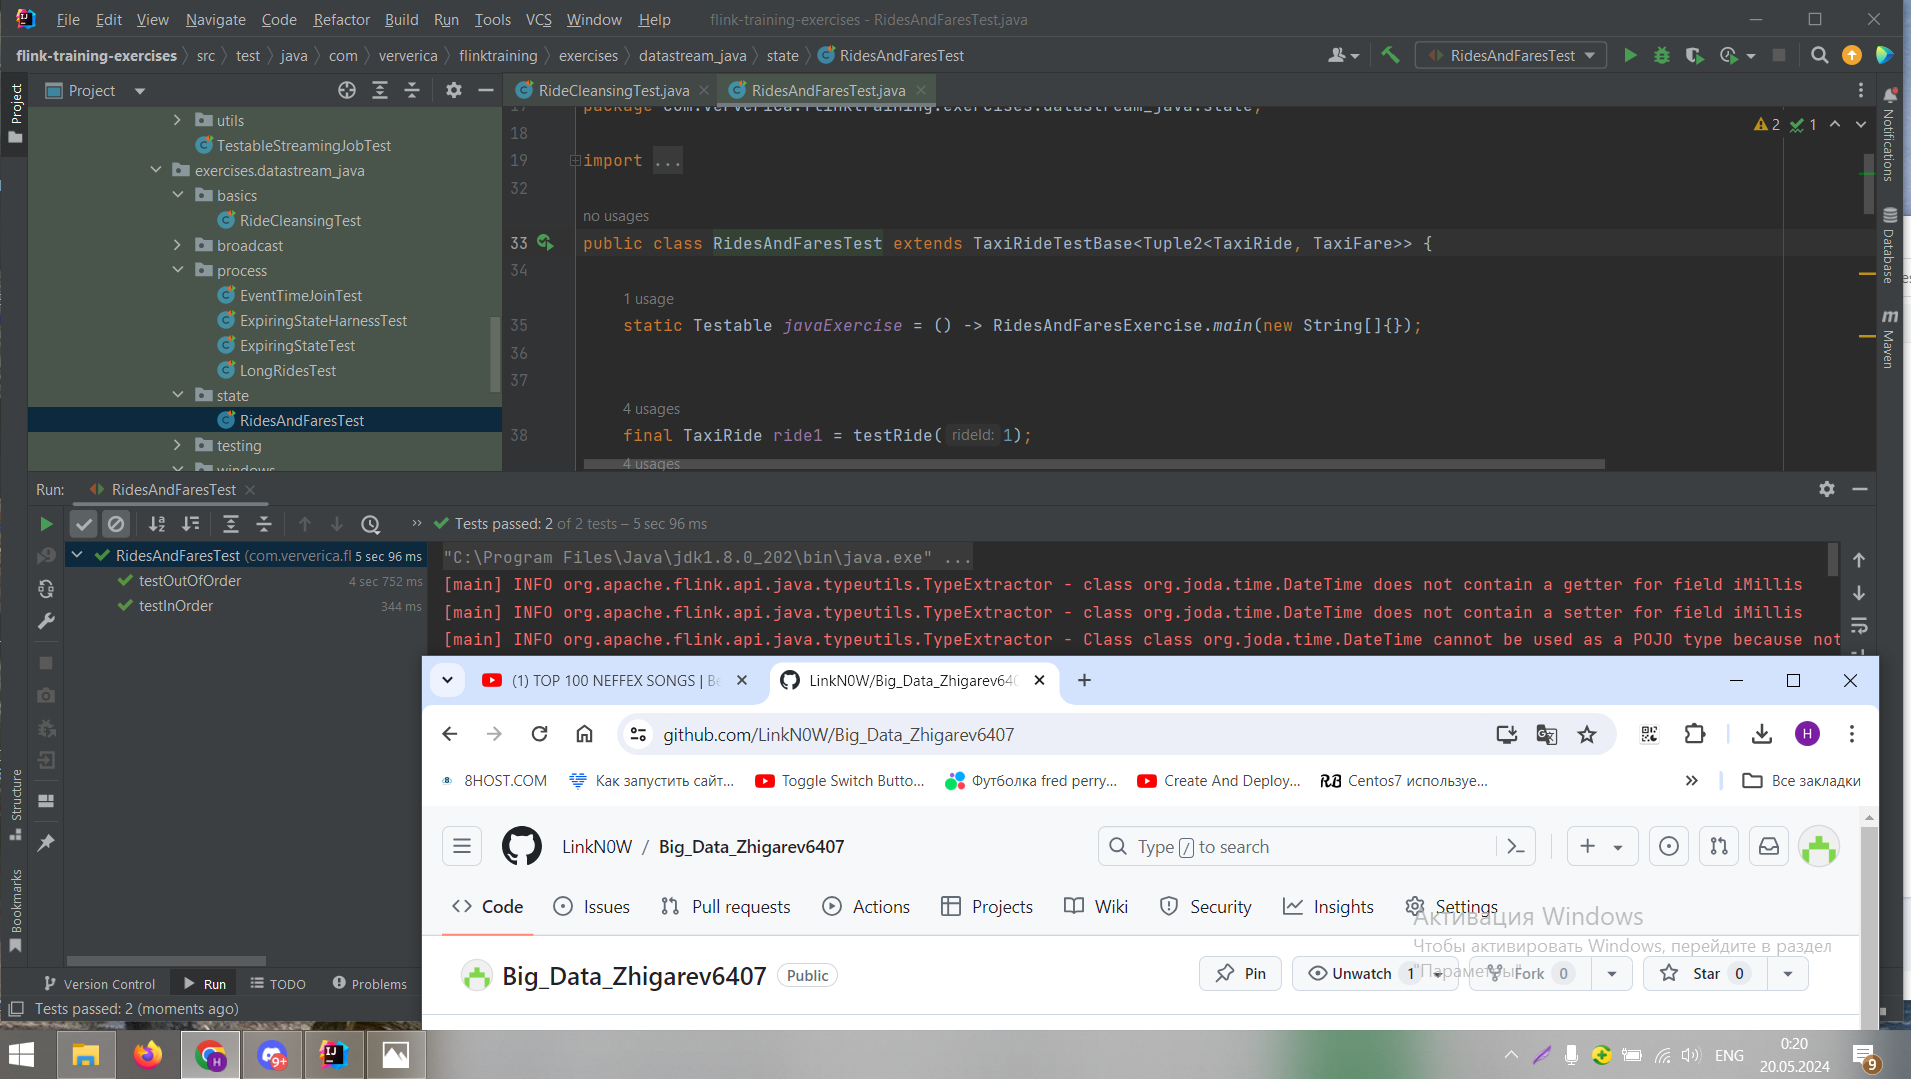 File Edit View Navigate Code Refactor Build Run Tools VCS Window Help flink-training-exercises - RidesAndFaresTest.java
flink-training-exercises src test java com ververica flinktraining exercises datastream_java state RidesAndFaresTest
RidesAndFaresTest
Project
RideCleansingTest.java
RidesAndFaresTest.java
utils
TestableStreamingJobTest
exercises.datastream_java
basics
RideCleansingTest
broadcast
process
EventTimeJoinTest
ExpiringStateHarnessTest
ExpiringStateTest
LongRidesTest
state
RidesAndFaresTest
testing
windows
17 package com.ververica.flinktraining.exercises.datastream_java.state;
18
19 import ...
32
no usages
33 public class RidesAndFaresTest extends TaxiRideTestBase<Tuple2<TaxiRide, TaxiFare>> {
34
1 usage
35 static Testable javaExercise = () -> RidesAndFaresExercise.main(new String[]{});
36
37
4 usages
38 final TaxiRide ride1 = testRide( rideId: 1);
4 usages
2 1
Project
Structure
Bookmarks
Notifications
Database
Maven
Run: RidesAndFaresTest
Tests passed: 2 of 2 tests – 5 sec 96 ms
RidesAndFaresTest (com.ververica.fl 5 sec 96 ms
testOutOfOrder 4 sec 752 ms
testInOrder 344 ms
"C:\Program Files\Java\jdk1.8.0_202\bin\java.exe" ...
[main] INFO org.apache.flink.api.java.typeutils.TypeExtractor - class org.joda.time.DateTime does not contain a getter for field iMillis
[main] INFO org.apache.flink.api.java.typeutils.TypeExtractor - class org.joda.time.DateTime does not contain a setter for field iMillis
[main] INFO org.apache.flink.api.java.typeutils.TypeExtractor - Class class org.joda.time.DateTime cannot be used as a POJO type because not
(1) TOP 100 NEFFEX SONGS | Be
LinkN0W/Big_Data_Zhigarev640
github.com/LinkN0W/Big_Data_Zhigarev6407
H
8HOST.COM Как запустить сайт... Toggle Switch Butto... Футболка fred perry... Create And Deploy... Centos7 используе... » Все закладки
LinkN0W / Big_Data_Zhigarev6407
Type / to search
Code Issues Pull requests Actions Projects Wiki Security Insights Settings
Активация Windows
Чтобы активировать Windows, перейдите в раздел
"Параметры".
Big_Data_Zhigarev6407 Public
Pin Unwatch 1 Fork 0 Star 0
Version Control Run TODO Problems
Tests passed: 2 (moments ago)
9+
ENG
0:20
20.05.2024
9